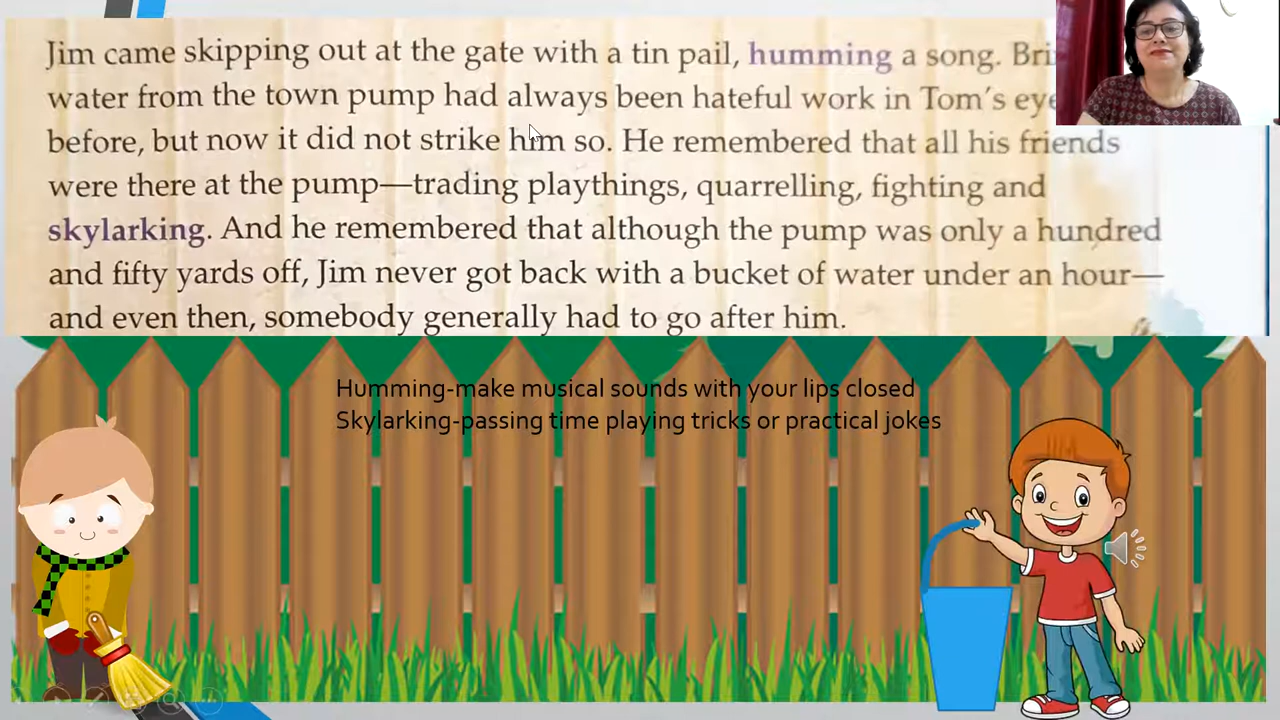 Jim came skipping out at the gate with a tin pail, humming a song.
water from the town pump had always been hateful work in Tom's
before, but now it did not strike him so. He remembered that all his friends
were there at the pump—trading playthings, quarrelling, fighting and
skylarking. And he remembered that although the pump was only a hundred
and fifty yards off, Jim never got back with a bucket of water under an hour—
and even then, somebody generally had to go after him.
Humming-make musical sounds with your lips closed
Skylarking-passing time playing tricks or practical jokes